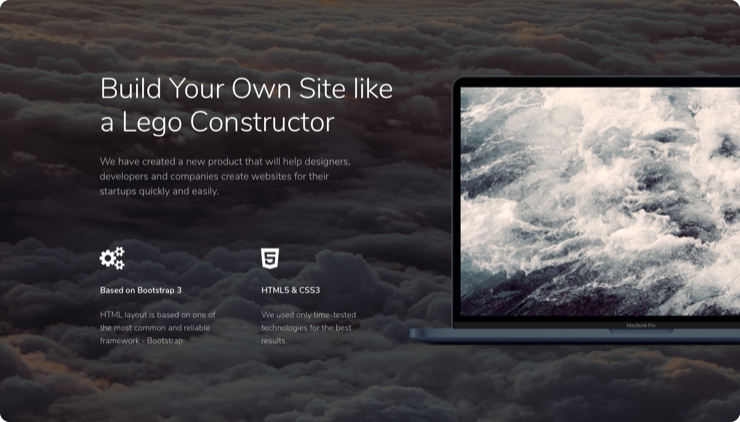 Build Your Own Site like
a Lego Constructor
We have created a new product that will help designers,
developers and companies create websites for their
startups quickly and easily.
Based on Bootstrap 3
HTML layout is based on one of
the most common and reliable
framework - Bootstrap.
HTML5 & CSS3
We used only time-tested
technologies for the best
results.
MacBook Pro